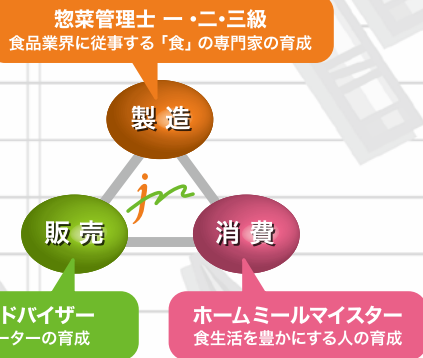 惣菜管理士 一・二・三級
食品業界に従事する「食」の専門家の育成
製造
jm
販売
消費
ドバイザー
ーターの育成
ホームミールマイスター
食生活を豊かにする人の育成